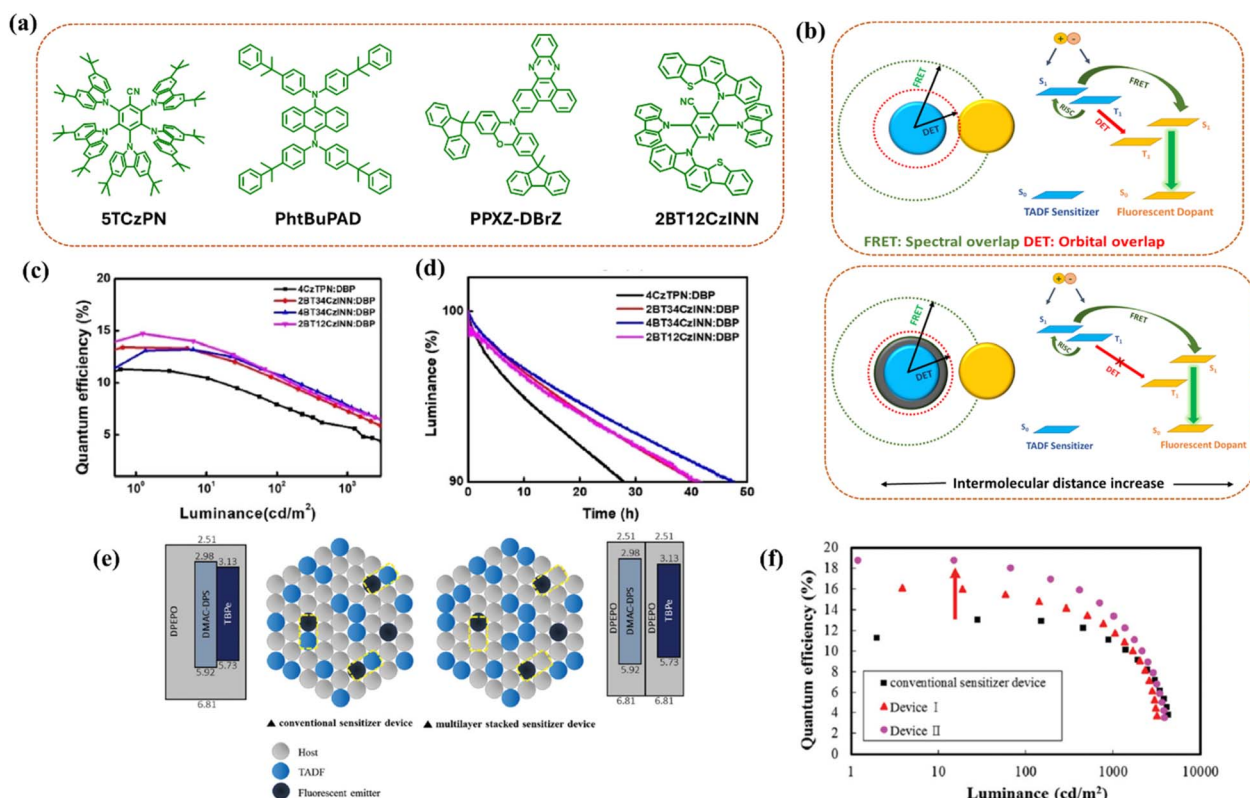 (a)
CN
N
N
N
N
N
5TCzPN
N
N
PhtBuPAD
N
N
N
O
PPXZ-DBrZ
S
N
NC
N
N
N
N
S
2BT12CzINN
(b)
FRET
DET
+ -
S1
T1
RISC
FRET
DET
S1
T1
S0
S0
TADF Sensitizer
Fluorescent Dopant
FRET: Spectral overlap DET: Orbital overlap
FRET
DET
+ -
S1
T1
RISC
FRET
DET
S1
T1
S0
S0
TADF Sensitizer
Fluorescent Dopant
Intermolecular distance increase
(c)
Quantum efficiency (%)
20
15
10
5
4CzTPN:DBP
2BT34CzINN:DBP
4BT34CzINN:DBP
2BT12CzINN:DBP
10⁰
10¹
10²
10³
Luminance(cd/m²)
(d)
Luminance (%)
100
90
4CzTPN:DBP
2BT34CzINN:DBP
4BT34CzINN:DBP
2BT12CzINN:DBP
0
10
20
30
40
50
Time (h)
(e)
2.51
2.98
3.13
DPEPO
DMAC-DPS
TBPe
5.92
5.73
6.81
▲ conventional sensitizer device
▲ multilayer stacked sensitizer device
Host
TADF
Fluorescent emitter
2.51
2.51
2.98
3.13
DPEPO
DMAC-DPS
DPEPO
TBPe
5.92
5.73
6.81
6.81
(f)
Quantum efficiency (%)
20
18
16
14
12
10
8
6
4
2
0
conventional sensitizer device
Device Ⅰ
Device Ⅱ
1
10
100
1000
10000
Luminance (cd/m²)